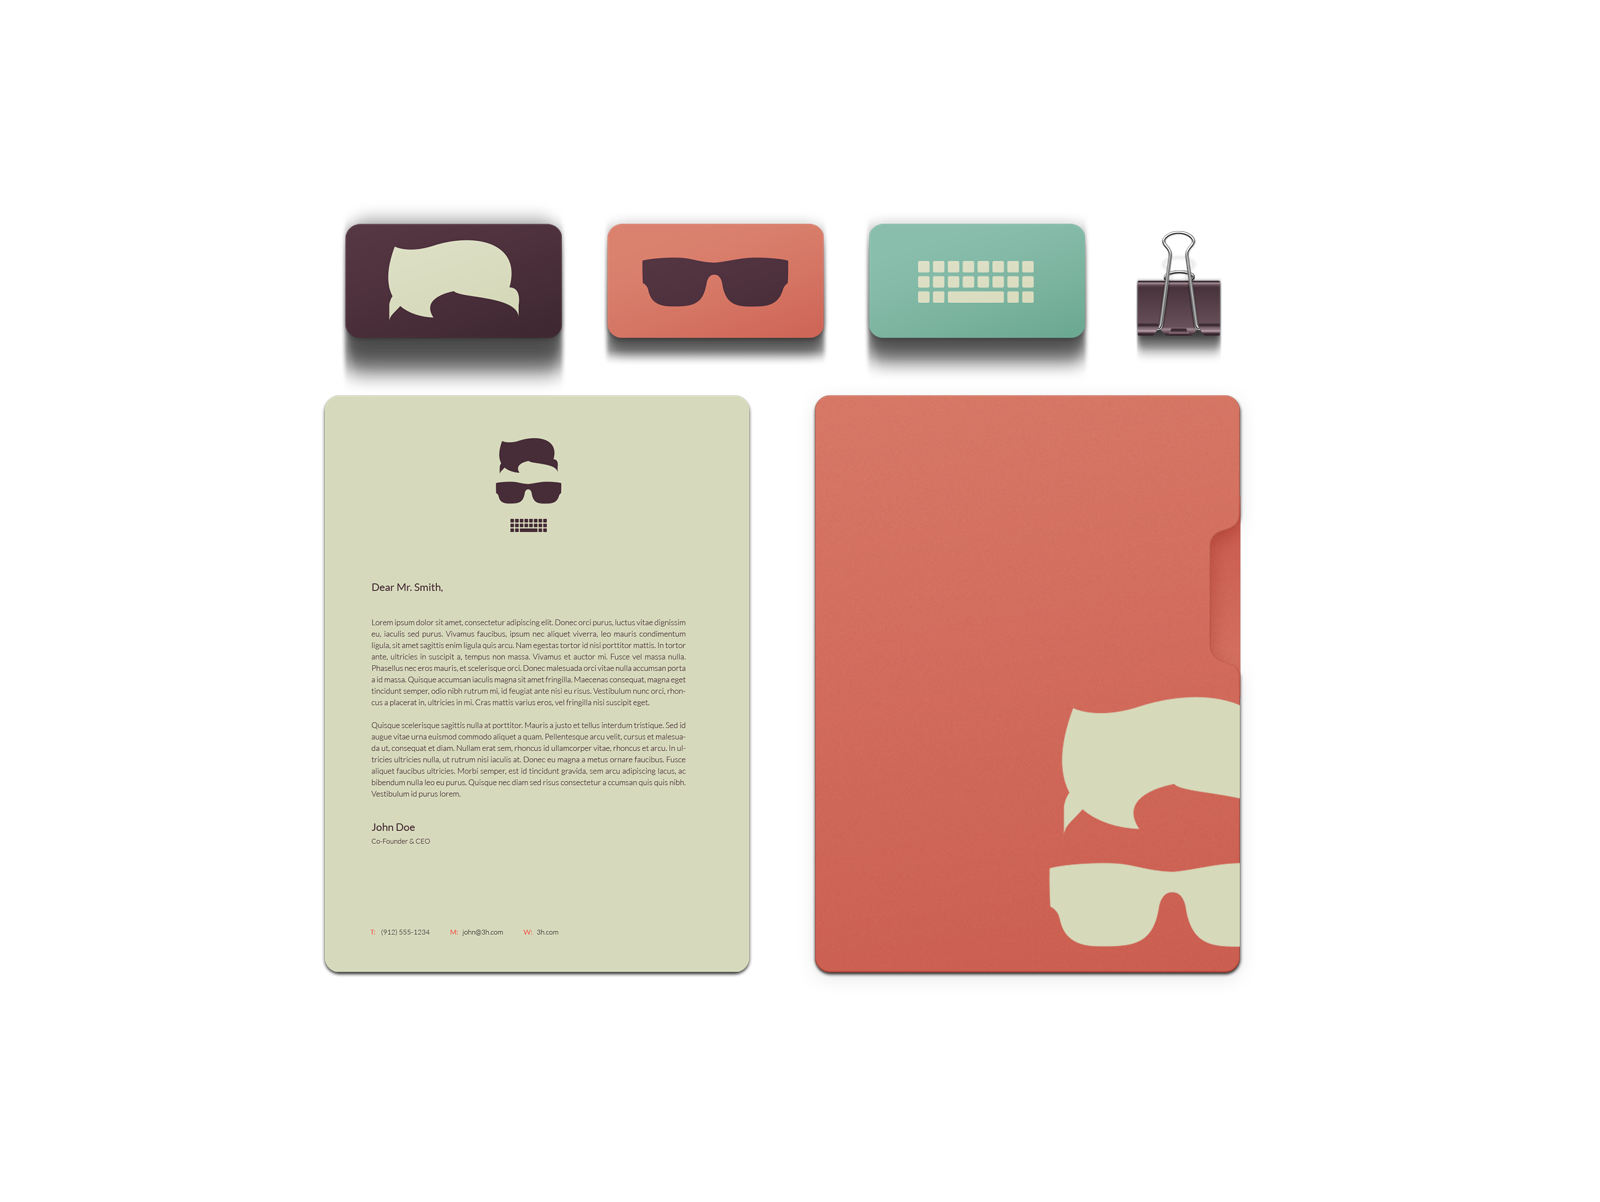 Dear Mr. Smith,
Lorem ipsum dolor sit amet, consectetur adipiscing elit. Donec orci purus, luctus vitae dignissim
eu, iaculis sed purus. Vivamus faucibus, ipsum nec aliquet viverra, leo mauris condimentum
ligula, sit amet sagittis enim ligula quis arcu. Nam egestas tortor id nisi porttitor mattis. In tortor
ante, ultricies in suscipit a, tempus non massa. Vivamus et auctor mi. Fusce vel massa nulla.
Phasellus nec eros mauris, et scelerisque orci. Donec malesuada orci vitae nulla accumsan porta
a id massa. Quisque accumsan iaculis magna sit amet fringilla. Maecenas consequat, magna eget
tincidunt semper, odio nibh rutrum mi, id feugiat ante nisi eu risus. Vestibulum nunc orci, rhon-
cus a placerat in, ultricies in mi. Cras mattis varius eros, vel fringilla nisi suscipit eget.
Quisque scelerisque sagittis nulla at porttitor. Mauris a justo et tellus interdum tristique. Sed id
augue vitae urna euismod commodo aliquet a quam. Pellentesque arcu velit, cursus et malesua-
da ut, consequat et diam. Nullam erat sem, rhoncus id ullamcorper vitae, rhoncus et arcu. In ul-
tricies ultricies nulla, ut rutrum nisi iaculis at. Donec eu magna a metus ornare faucibus. Fusce
aliquet faucibus ultricies. Morbi semper, est id tincidunt gravida, sem arcu adipiscing lacus, ac
bibendum nulla leo eu purus. Quisque nec diam sed risus consectetur a ccumsan quis quis nibh.
Vestibulum id purus lorem.
John Doe
Co-Founder & CEO
T: (912) 555-1234 M: john@3h.com W: 3h.com